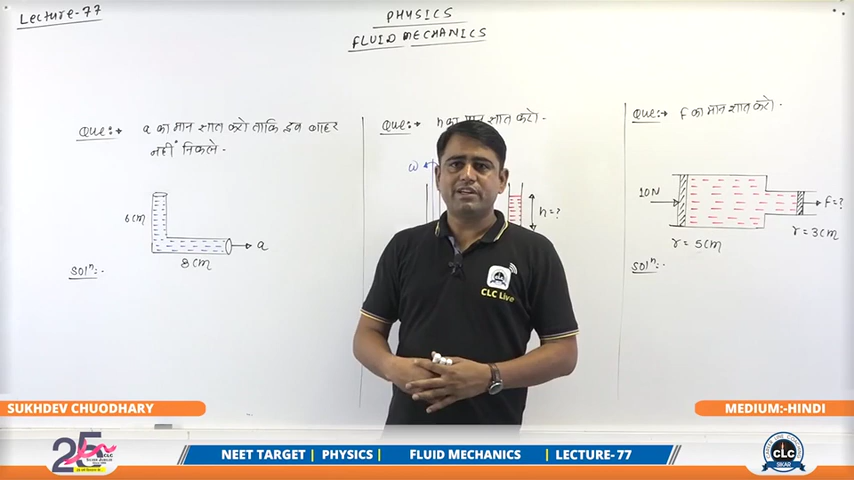 Lecture-77
PHYSICS
FLUID MECHANICS
Que:→ a का मान ज्ञात करो ताकि द्रव बाहर
नहीं निकले -
6cm
a
8cm
Solⁿ:-
Que:→ h का मान ज्ञात करो-
ω
h=?
Que:→ F का मान ज्ञात करो-
10N
F=?
r = 5cm
r = 3cm
Solⁿ:-
CLC Live
SUKHDEV CHUODHARY
MEDIUM:-HINDI
25
NEET TARGET | PHYSICS | FLUID MECHANICS | LECTURE- 77
CLC
SIKAR